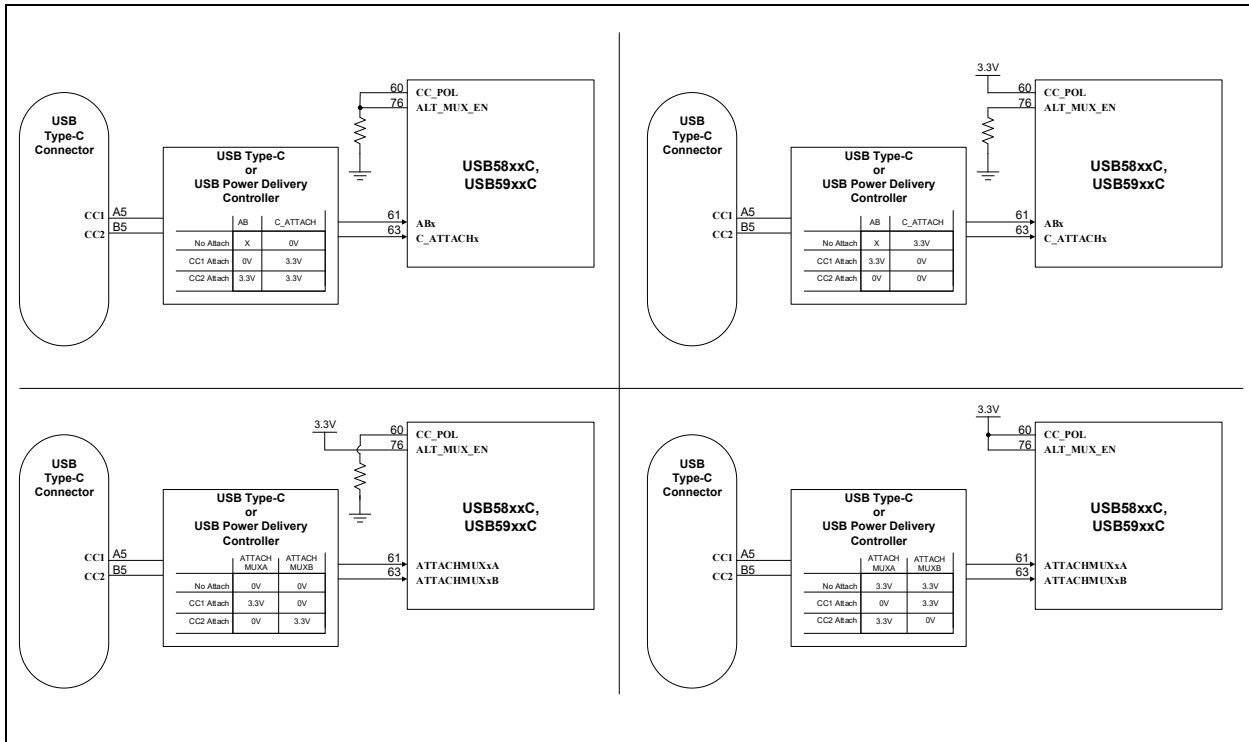 USB
Type-C
Connector
CC1 A5
CC2 B5
USB Type-C
or
USB Power Delivery
Controller
AB C_ATTACH
No Attach X 0V
CC1 Attach 0V 3.3V
CC2 Attach 3.3V 3.3V
60 CC_POL
76 ALT_MUX_EN
USB58xxC,
USB59xxC
61 ABx
63 C_ATTACHx
USB
Type-C
Connector
CC1 A5
CC2 B5
USB Type-C
or
USB Power Delivery
Controller
AB C_ATTACH
No Attach X 3.3V
CC1 Attach 3.3V 0V
CC2 Attach 0V 0V
3.3V
60 CC_POL
76 ALT_MUX_EN
USB58xxC,
USB59xxC
61 ABx
63 C_ATTACHx
USB
Type-C
Connector
CC1 A5
CC2 B5
USB Type-C
or
USB Power Delivery
Controller
ATTACH ATTACH
MUXA MUXB
No Attach 0V 0V
CC1 Attach 3.3V 0V
CC2 Attach 0V 3.3V
3.3V
60 CC_POL
76 ALT_MUX_EN
USB58xxC,
USB59xxC
61 ATTACHMUXxA
63 ATTACHMUXxB
USB
Type-C
Connector
CC1 A5
CC2 B5
USB Type-C
or
USB Power Delivery
Controller
ATTACH ATTACH
MUXA MUXB
No Attach 3.3V 3.3V
CC1 Attach 0V 3.3V
CC2 Attach 3.3V 0V
3.3V
60 CC_POL
76 ALT_MUX_EN
USB58xxC,
USB59xxC
61 ATTACHMUXxA
63 ATTACHMUXxB